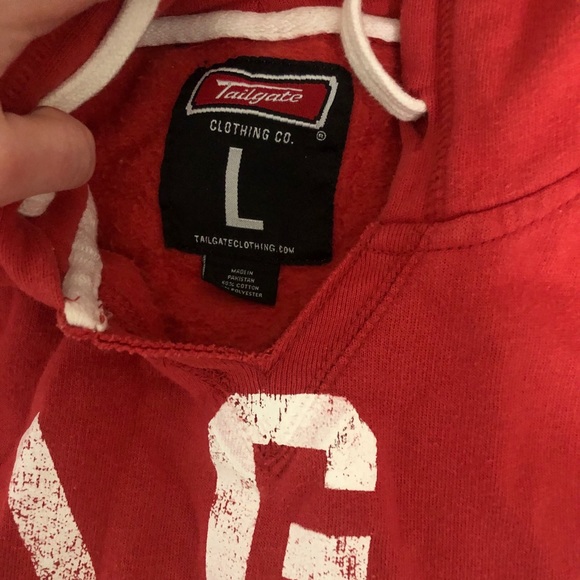 Tailgate
CLOTHING CO. ®
L
TAILGATECLOTHING.COM
MADE IN
PAKISTAN
COTTON
POLYESTER
G